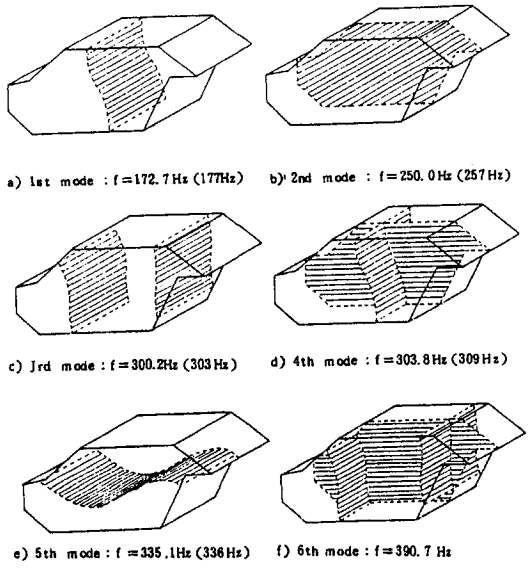 a) 1st mode : f=172.7Hz (177Hz)
b)' 2nd mode : f=250.0Hz (257Hz)
c) Jrd mode : f=300.2Hz (303Hz)
d) 4th mode : f=303.8Hz (309Hz)
e) 5th mode : f=335.1Hz (336Hz)
f) 6th mode : f=390.7 Hz